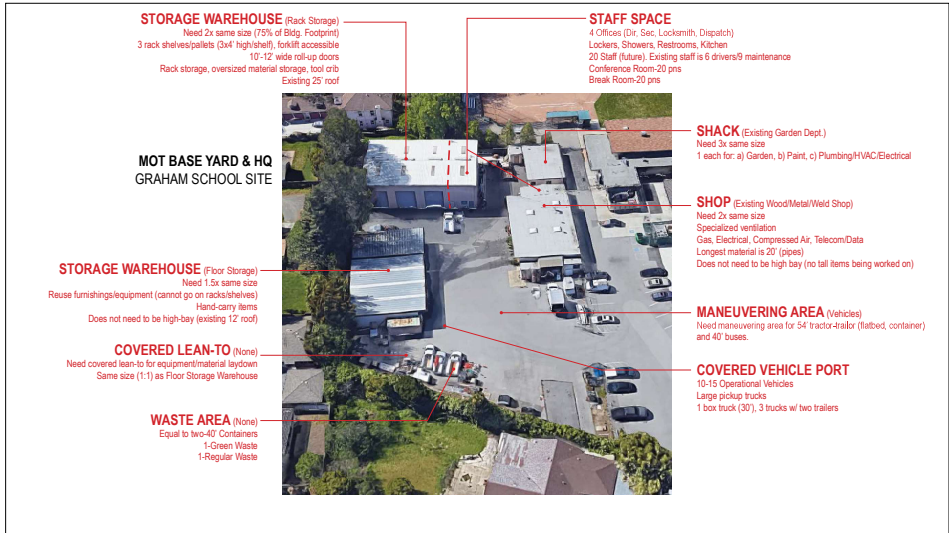 STORAGE WAREHOUSE (Rack Storage)
Need 2x same size (75% of Bldg. Footprint)
3 rack shelves/pallets (3x4' high/shelf), forklift accessible
10'-12' wide roll-up doors
Rack storage, oversized material storage, tool crib
Existing 25' roof
STAFF SPACE
4 Offices (Dir, Sec, Locksmith, Dispatch)
Lockers, Showers, Restrooms, Kitchen
20 Staff (future). Existing staff is 6 drivers/9 maintenance
Conference Room-20 pns
Break Room-20 pns
MOT BASE YARD & HQ
GRAHAM SCHOOL SITE
SHACK (Existing Garden Dept.)
Need 3x same size
1 each for: a) Garden, b) Paint, c) Plumbing/HVAC/Electrical
SHOP (Existing Wood/Metal/Weld Shop)
Need 2x same size
Specialized ventilation
Gas, Electrical, Compressed Air, Telecom/Data
Longest material is 20' (pipes)
Does not need to be high bay (no tall items being worked on)
STORAGE WAREHOUSE (Floor Storage)
Need 1.5x same size
Reuse furnishings/equipment (cannot go on racks/shelves)
Hand-carry items
Does not need to be high-bay (existing 12' roof)
MANEUVERING AREA (Vehicles)
Need maneuvering area for 54' tractor-trailor (flatbed, container)
and 40' buses.
COVERED LEAN-TO (None)
Need covered lean-to for equipment/material laydown
Same size (1:1) as Floor Storage Warehouse
COVERED VEHICLE PORT
10-15 Operational Vehicles
Large pickup trucks
1 box truck (30'), 3 trucks w/ two trailers
WASTE AREA (None)
Equal to two-40' Containers
1-Green Waste
1-Regular Waste